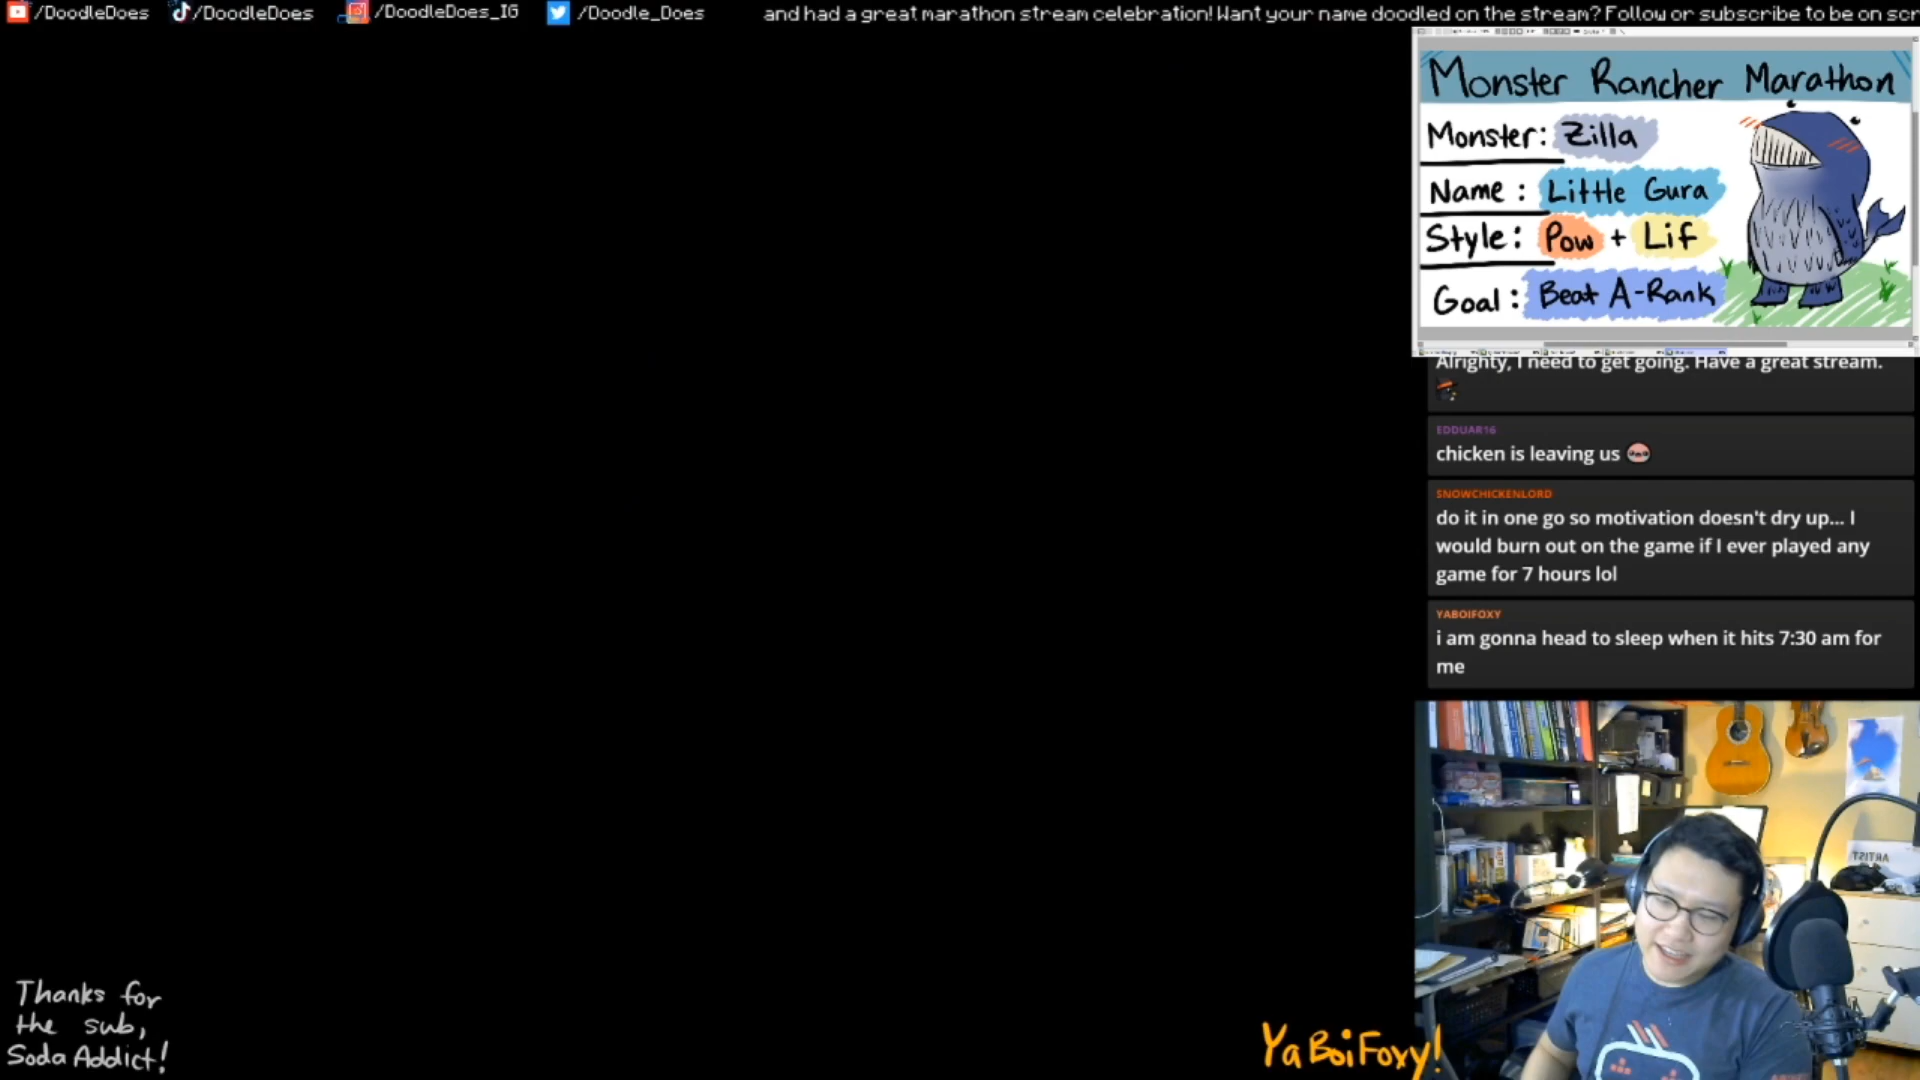 /DoodleDoes /DoodleDoes /DoodleDoes_IG /Doodle_Does and had a great marathon stream celebration! Want your name doodled on the stream? Follow or subscribe to be on scr
Monster Rancher Marathon
Monster: Zilla
Name : Little Gura
Style: Pow + Lif
Goal : Beat A-Rank
Alrighty, I need to get going. Have a great stream.
EDDUAR16
chicken is leaving us
SNOWCHICKENLORD
do it in one go so motivation doesn't dry up... I
would burn out on the game if I ever played any
game for 7 hours lol
YABOIFOXY
i am gonna head to sleep when it hits 7:30 am for
me
ARTIST
Thanks for
the sub,
Soda Addict!
YaBoiFoxy!